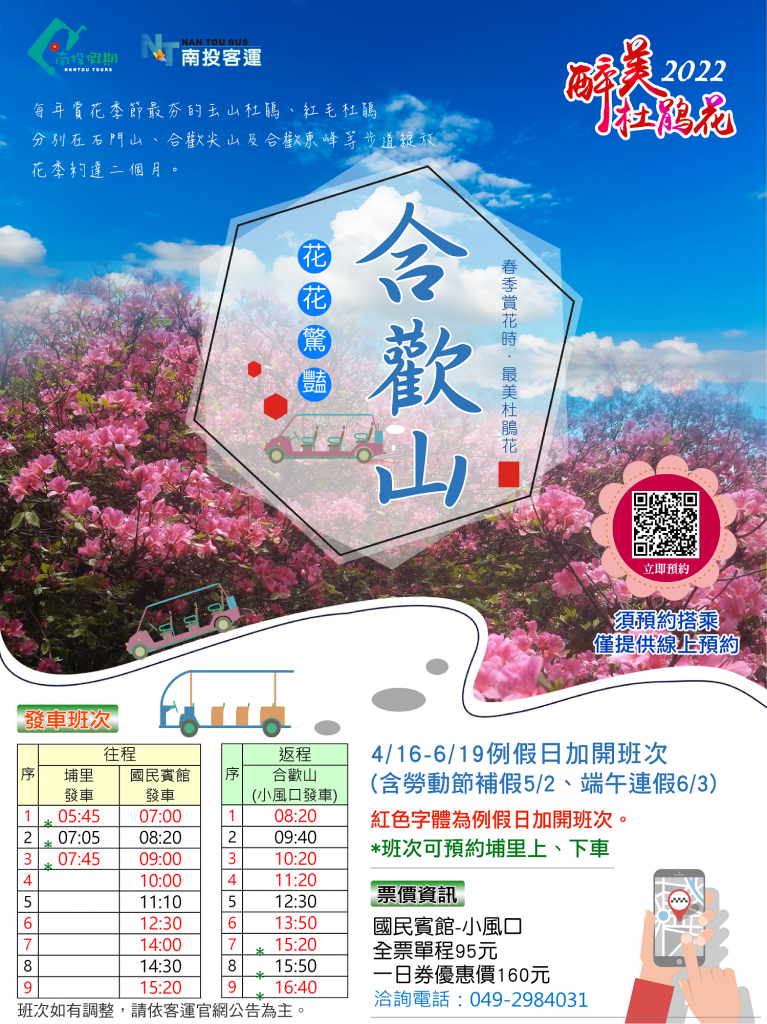 南投假期
NANTOU TOURS
NAN TOU BUS
南投客運
醉美 2022
杜鵑花
每年賞花季節最夯的玉山杜鵑、紅毛杜鵑
分別在石門山、合歡尖山及合歡東峰等步道綻放
花季約達二個月。
合歡山
春季賞花時．最美杜鵑花
花花驚豔
立即預約
須預約搭乘
僅提供線上預約
發車班次
序 往程
埔里發車 國民賓館發車
1 * 05:45 07:00
2 * 07:05 08:20
3 * 07:45 09:00
4 10:00
5 11:10
6 12:30
7 14:00
8 14:30
9 15:20
序 返程
合歡山
(小風口發車)
1 08:20
2 09:40
3 10:20
4 11:20
5 12:30
6 13:50
7 * 15:20
8 * 15:50
9 * 16:40
班次如有調整，請依客運官網公告為主。
4/16-6/19例假日加開班次
(含勞動節補假5/2、端午連假6/3)
紅色字體為例假日加開班次。
*班次可預約埔里上、下車
票價資訊
國民賓館-小風口
全票單程95元
一日券優惠價160元
洽詢電話：049-2984031